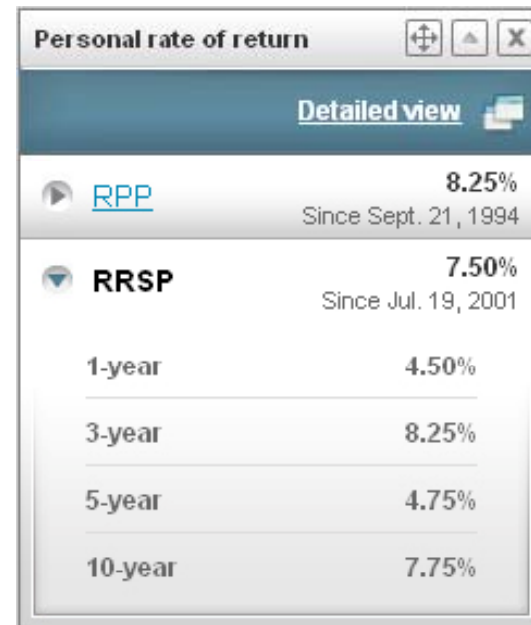 Personal rate of return
Detailed view
RPP 8.25%
Since Sept. 21, 1994
RRSP 7.50%
Since Jul. 19, 2001
1-year 4.50%
3-year 8.25%
5-year 4.75%
10-year 7.75%